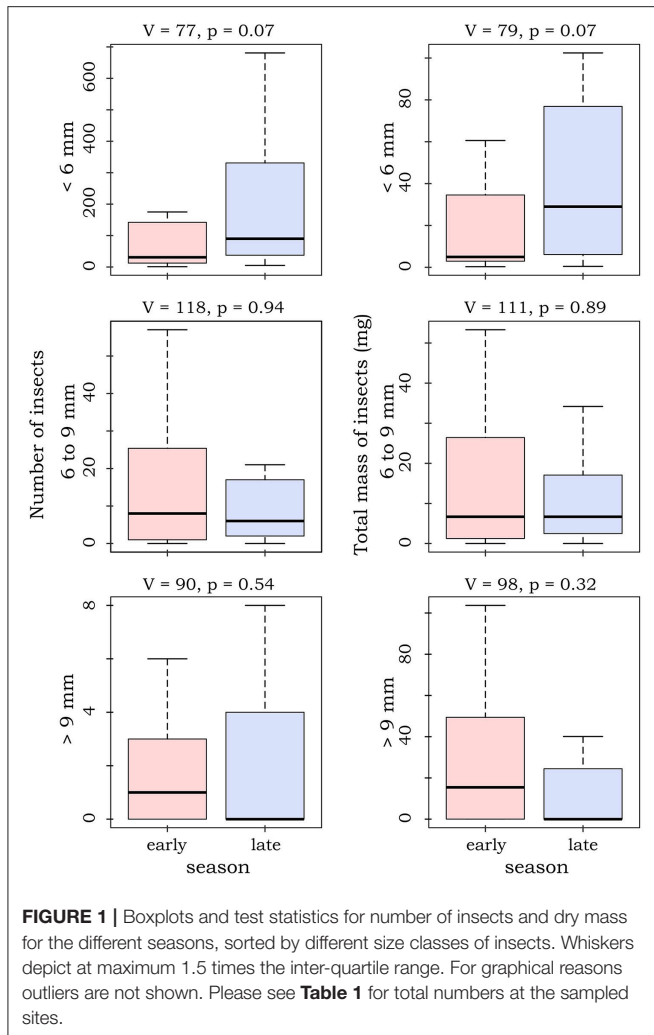 V = 77, p = 0.07
V = 79, p = 0.07
< 6 mm
0
200
400
600
< 6 mm
0
40
80
V = 118, p = 0.94
V = 111, p = 0.89
Number of insects
6 to 9 mm
0
20
40
Total mass of insects (mg)
6 to 9 mm
0
20
40
V = 90, p = 0.54
V = 98, p = 0.32
> 9 mm
0
4
8
> 9 mm
0
40
80
early
late
early
late
season
season
FIGURE 1 | Boxplots and test statistics for number of insects and dry mass
for the different seasons, sorted by different size classes of insects. Whiskers
depict at maximum 1.5 times the inter-quartile range. For graphical reasons
outliers are not shown. Please see Table 1 for total numbers at the sampled
sites.